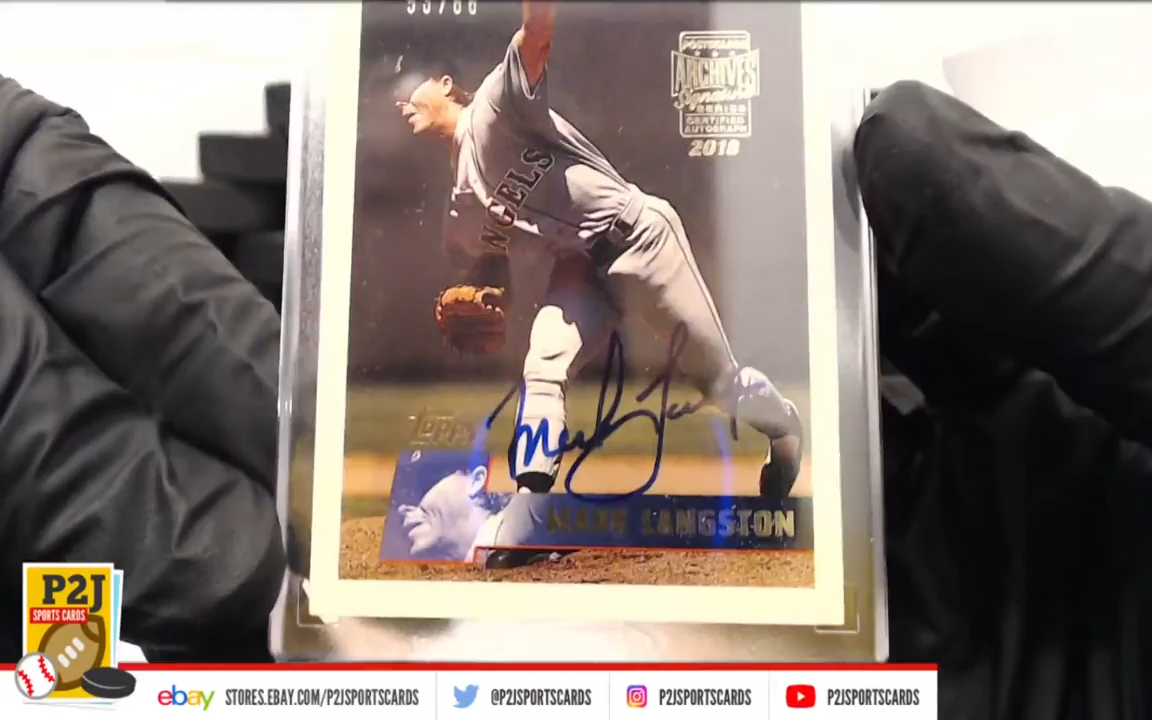 POSTSEASON
ARCHIVES
Signature
SERIES
CERTIFIED
AUTOGRAPH
2018
ANGELS
Topps
MARK LANGSTON
P2J
SPORTS CARDS
ebay STORES.EBAY.COM/P2JSPORTSCARDS
@P2JSPORTSCARDS
P2JSPORTSCARDS
P2JSPORTSCARDS